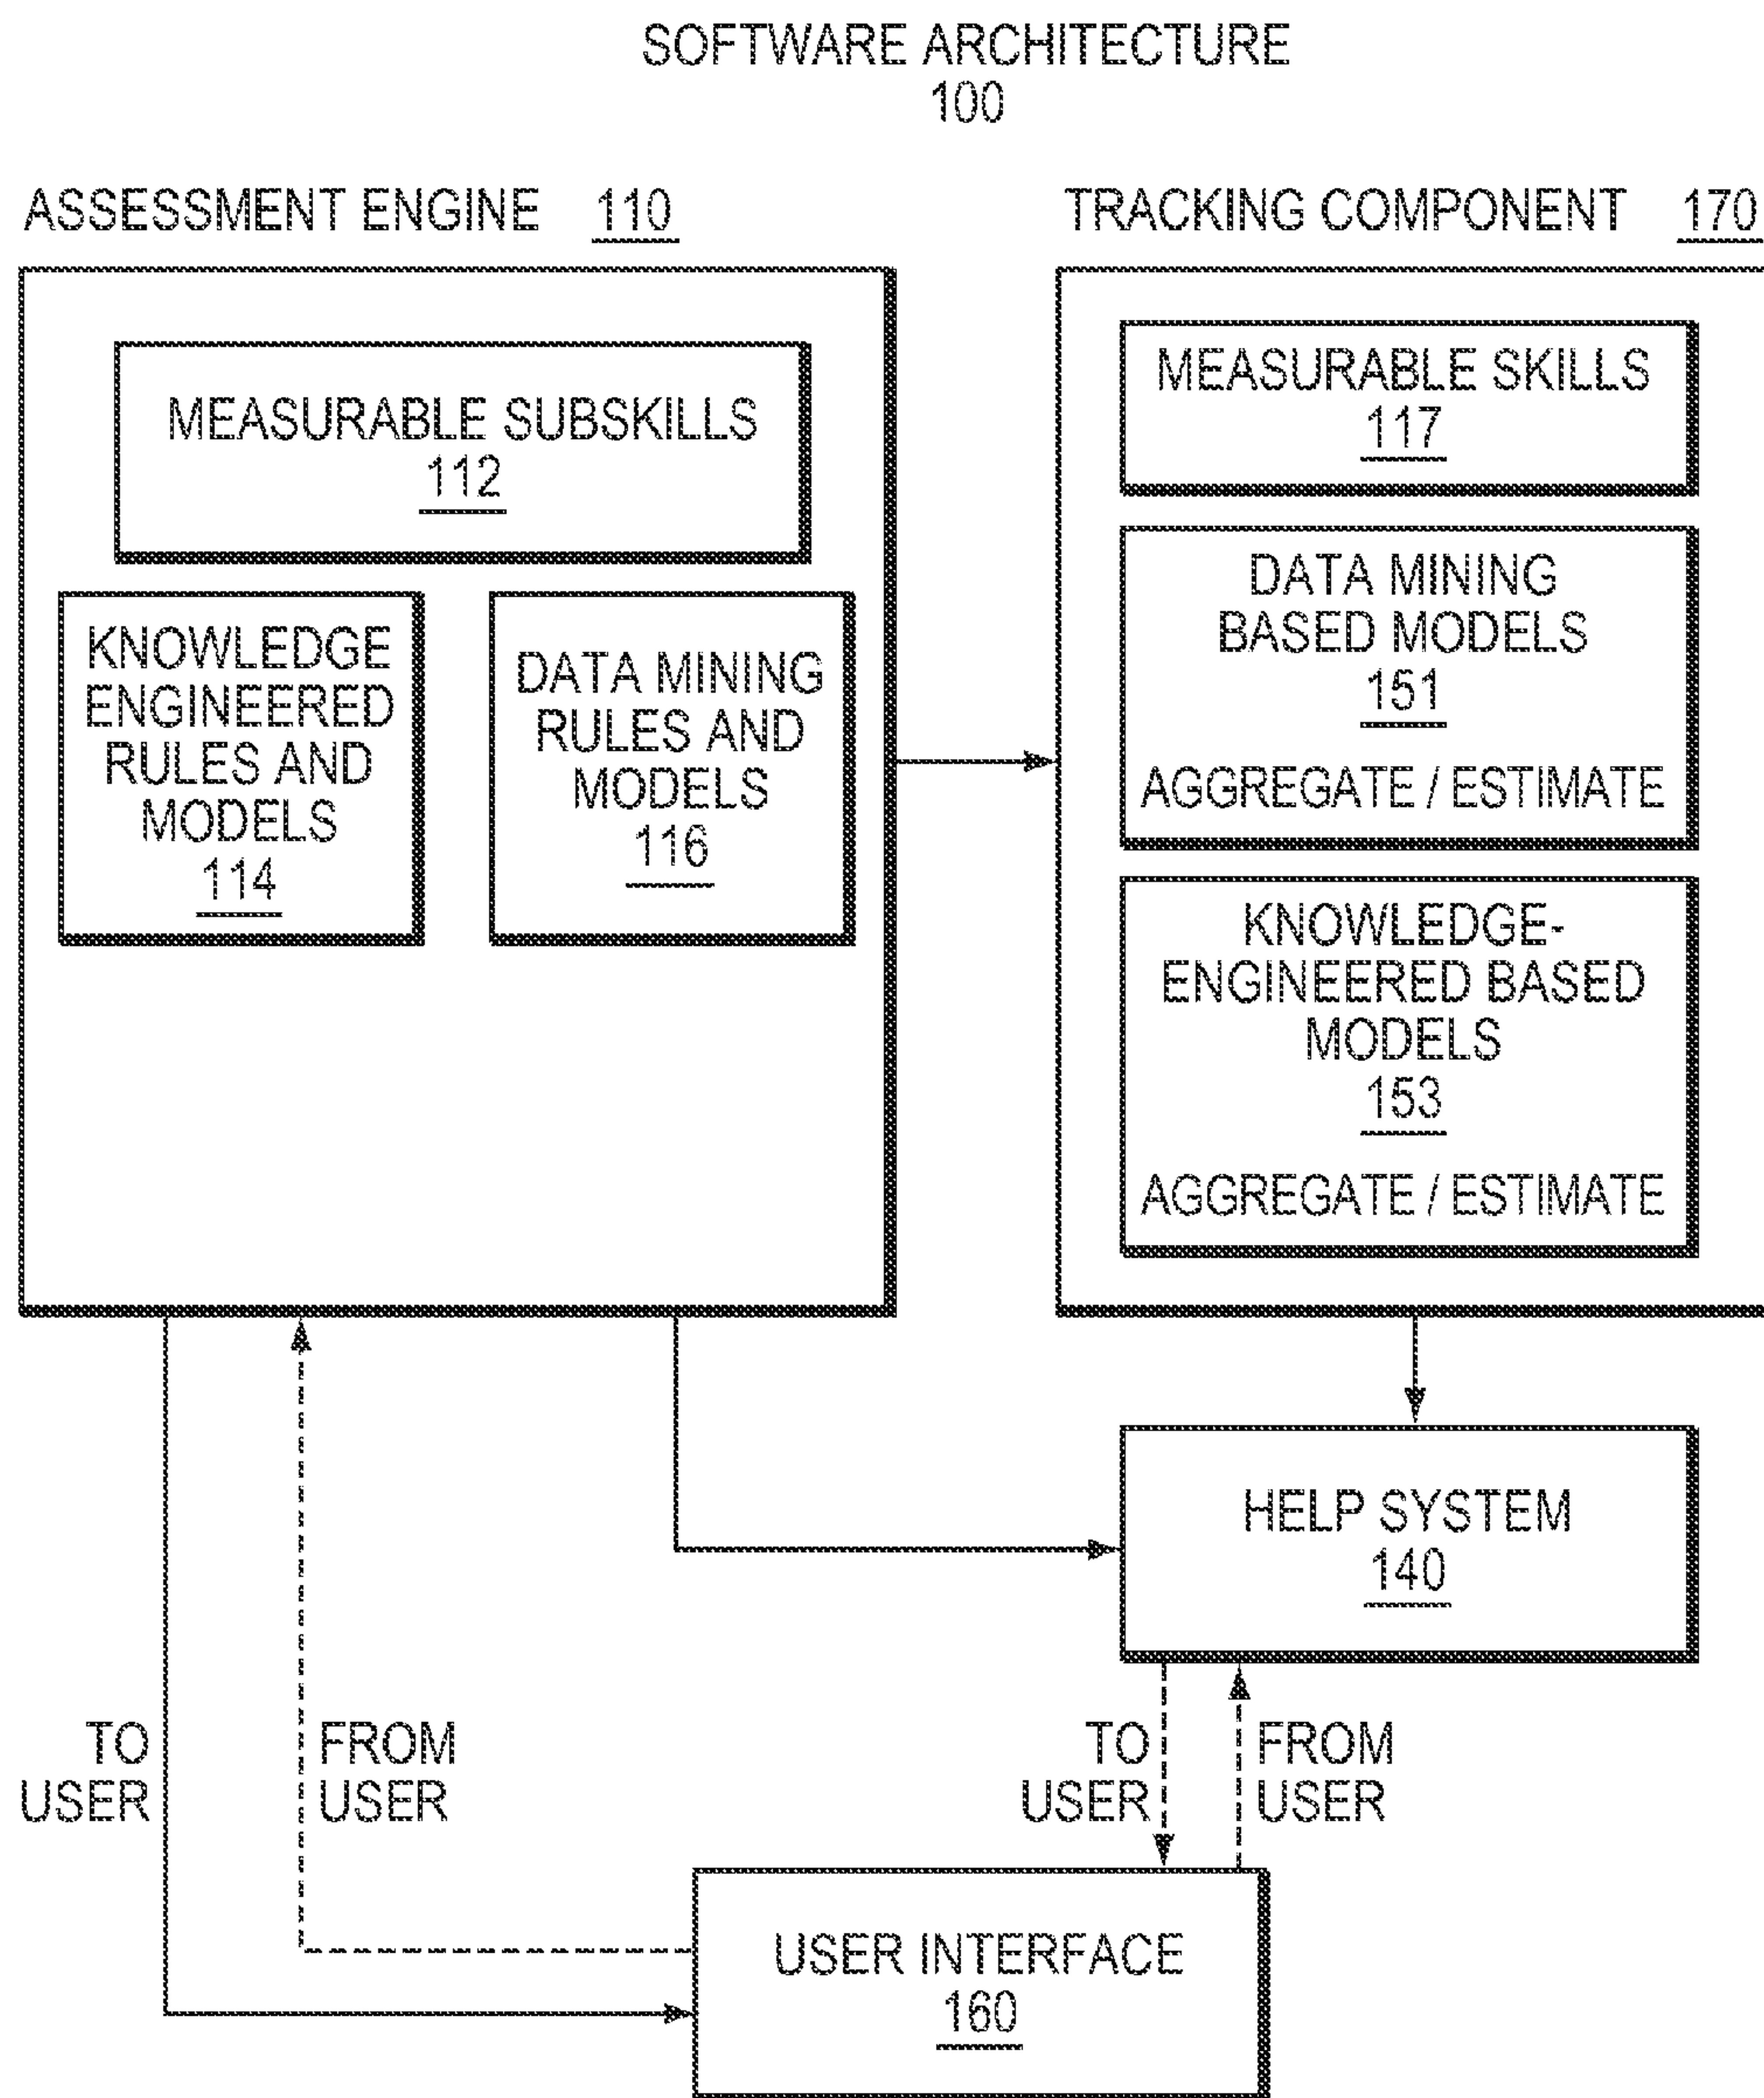 SOFTWARE ARCHITECTURE
100
ASSESSMENT ENGINE 110
MEASURABLE SUBSKILLS
112
KNOWLEDGE
ENGINEERED
RULES AND
MODELS
114
DATA MINING
RULES AND
MODELS
116
TRACKING COMPONENT 170
MEASURABLE SKILLS
117
DATA MINING
BASED MODELS
151
AGGREGATE / ESTIMATE
KNOWLEDGE-
ENGINEERED BASED
MODELS
153
AGGREGATE / ESTIMATE
HELP SYSTEM
140
TO
USER
FROM
USER
TO
USER
FROM
USER
USER INTERFACE
160